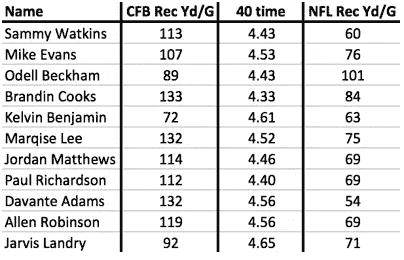 Name CFB Rec Yd/G 40 time NFL Rec Yd/G
Sammy Watkins 113 4.43 60
Mike Evans 107 4.53 76
Odell Beckham 89 4.43 101
Brandin Cooks 133 4.33 84
Kelvin Benjamin 72 4.61 63
Marqise Lee 132 4.52 75
Jordan Matthews 114 4.46 69
Paul Richardson 112 4.40 69
Davante Adams 132 4.56 54
Allen Robinson 119 4.56 69
Jarvis Landry 92 4.65 71